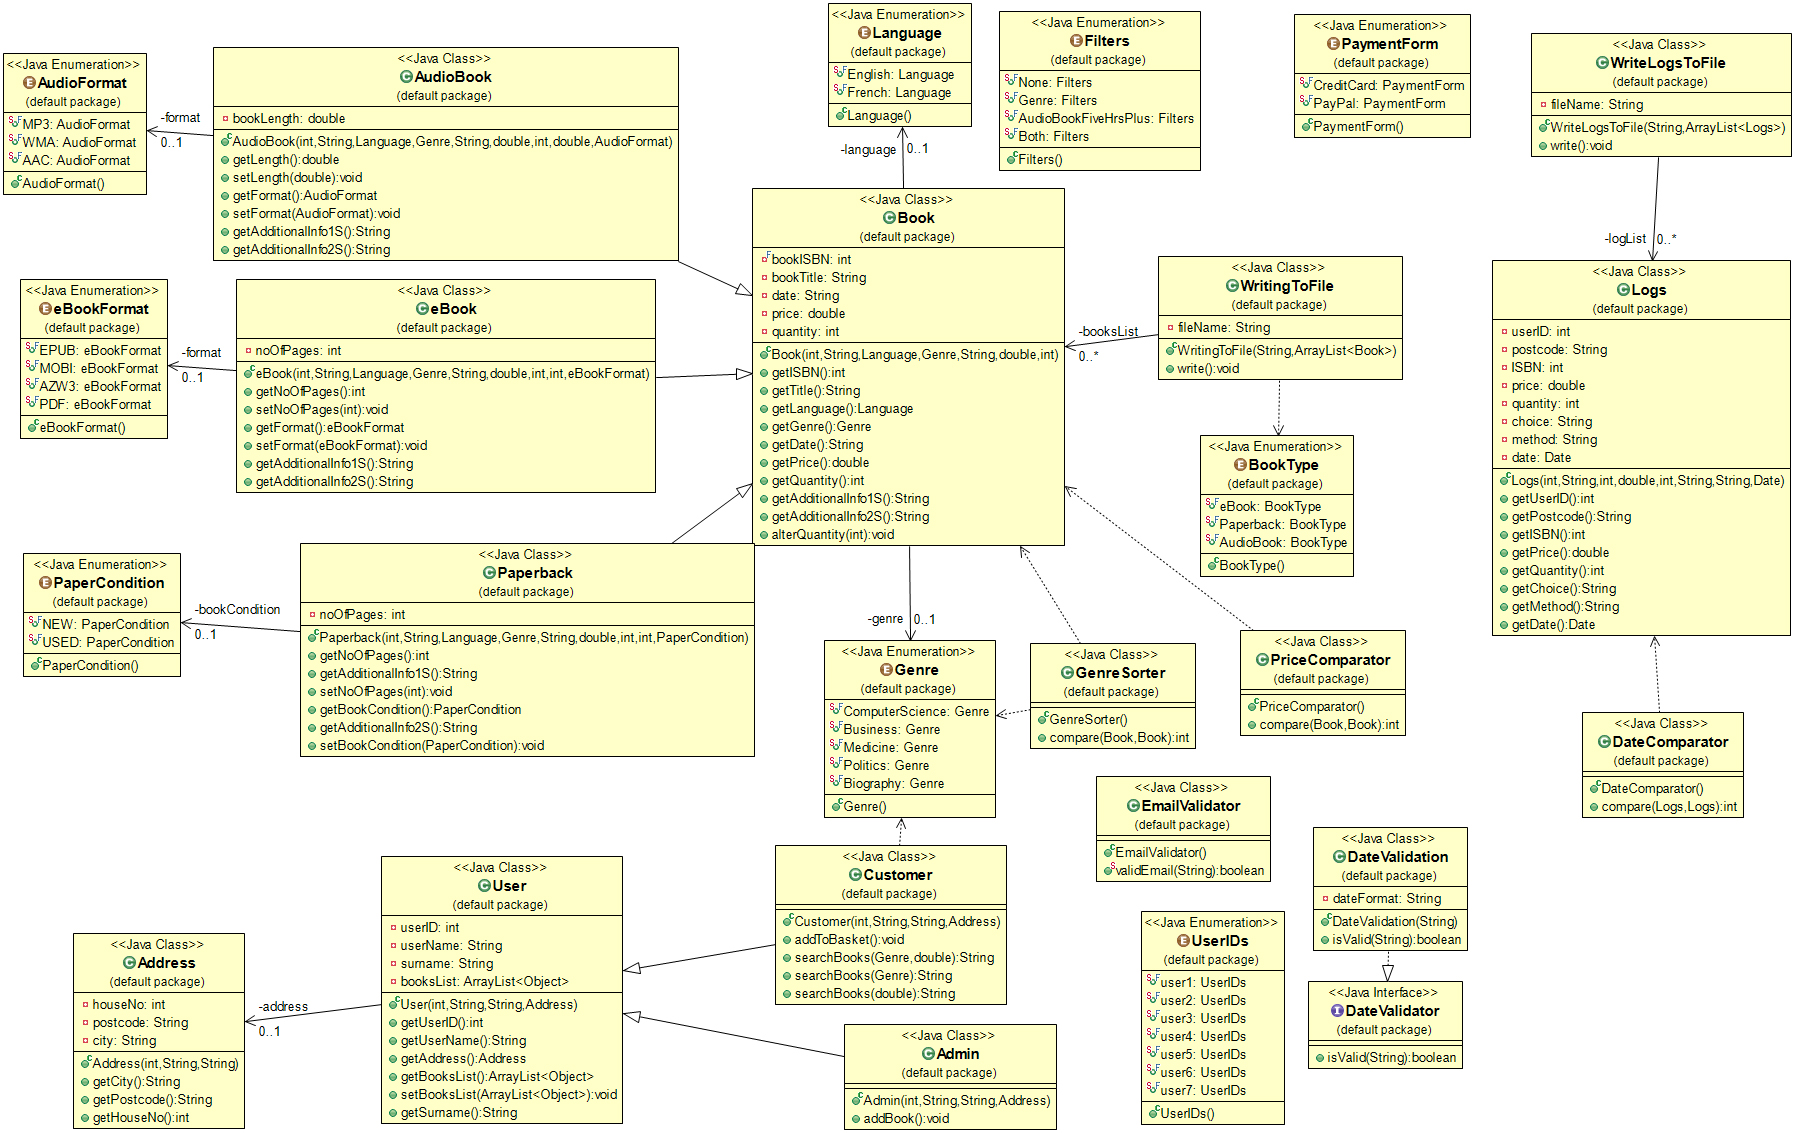 <<Java Enumeration>>
AudioFormat
(default package)
MP3: AudioFormat
WMA: AudioFormat
AAC: AudioFormat
AudioFormat()
-format
0..1
<<Java Class>>
AudioBook
(default package)
bookLength: double
AudioBook(int,String,Language,Genre,String,double,int,double,AudioFormat)
getLength():double
setLength(double):void
getFormat():AudioFormat
setFormat(AudioFormat):void
getAdditionalInfo1S():String
getAdditionalInfo2S():String
<<Java Enumeration>>
Language
(default package)
English: Language
French: Language
Language()
-language
0..1
<<Java Enumeration>>
Filters
(default package)
None: Filters
Genre: Filters
AudioBookFiveHrsPlus: Filters
Both: Filters
Filters()
<<Java Enumeration>>
PaymentForm
(default package)
CreditCard: PaymentForm
PayPal: PaymentForm
PaymentForm()
<<Java Class>>
WriteLogsToFile
(default package)
fileName: String
WriteLogsToFile(String,ArrayList<Logs>)
write():void
-logList
0..*
<<Java Enumeration>>
eBookFormat
(default package)
EPUB: eBookFormat
MOBI: eBookFormat
AZW3: eBookFormat
PDF: eBookFormat
eBookFormat()
-format
0..1
<<Java Class>>
eBook
(default package)
noOfPages: int
eBook(int,String,Language,Genre,String,double,int,int,eBookFormat)
getNoOfPages():int
setNoOfPages(int):void
getFormat():eBookFormat
setFormat(eBookFormat):void
getAdditionalInfo1S():String
getAdditionalInfo2S():String
<<Java Class>>
Book
(default package)
bookISBN: int
bookTitle: String
date: String
price: double
quantity: int
Book(int,String,Language,Genre,String,double,int)
getISBN():int
getTitle():String
getLanguage():Language
getGenre():Genre
getDate():String
getPrice():double
getQuantity():int
getAdditionalInfo1S():String
getAdditionalInfo2S():String
alterQuantity(int):void
-booksList
0..*
<<Java Class>>
WritingToFile
(default package)
fileName: String
WritingToFile(String,ArrayList<Book>)
write():void
<<Java Enumeration>>
BookType
(default package)
eBook: BookType
Paperback: BookType
AudioBook: BookType
BookType()
<<Java Class>>
Logs
(default package)
userID: int
postcode: String
ISBN: int
price: double
quantity: int
choice: String
method: String
date: Date
Logs(int,String,int,double,int,String,String,Date)
getUserID():int
getPostcode():String
getISBN():int
getPrice():double
getQuantity():int
getChoice():String
getMethod():String
getDate():Date
<<Java Enumeration>>
PaperCondition
(default package)
NEW: PaperCondition
USED: PaperCondition
PaperCondition()
-bookCondition
0..1
<<Java Class>>
Paperback
(default package)
noOfPages: int
Paperback(int,String,Language,Genre,String,double,int,int,PaperCondition)
getNoOfPages():int
getAdditionalInfo1S():String
setNoOfPages(int):void
getBookCondition():PaperCondition
getAdditionalInfo2S():String
setBookCondition(PaperCondition):void
-genre
0..1
<<Java Enumeration>>
Genre
(default package)
ComputerScience: Genre
Business: Genre
Medicine: Genre
Politics: Genre
Biography: Genre
Genre()
<<Java Class>>
GenreSorter
(default package)
GenreSorter()
compare(Book,Book):int
<<Java Class>>
PriceComparator
(default package)
PriceComparator()
compare(Book,Book):int
<<Java Class>>
DateComparator
(default package)
DateComparator()
compare(Logs,Logs):int
<<Java Class>>
EmailValidator
(default package)
EmailValidator()
validEmail(String):boolean
<<Java Class>>
DateValidation
(default package)
dateFormat: String
DateValidation(String)
isValid(String):boolean
<<Java Interface>>
DateValidator
(default package)
isValid(String):boolean
<<Java Class>>
Address
(default package)
houseNo: int
postcode: String
city: String
Address(int,String,String)
getCity():String
getPostcode():String
getHouseNo():int
-address
0..1
<<Java Class>>
User
(default package)
userID: int
userName: String
surname: String
booksList: ArrayList<Object>
User(int,String,String,Address)
getUserID():int
getUserName():String
getAddress():Address
getBooksList():ArrayList<Object>
setBooksList(ArrayList<Object>):void
getSurname():String
<<Java Class>>
Customer
(default package)
Customer(int,String,String,Address)
addToBasket():void
searchBooks(Genre,double):String
searchBooks(Genre):String
searchBooks(double):String
<<Java Class>>
Admin
(default package)
Admin(int,String,String,Address)
addBook():void
<<Java Enumeration>>
UserIDs
(default package)
user1: UserIDs
user2: UserIDs
user3: UserIDs
user4: UserIDs
user5: UserIDs
user6: UserIDs
user7: UserIDs
UserIDs()